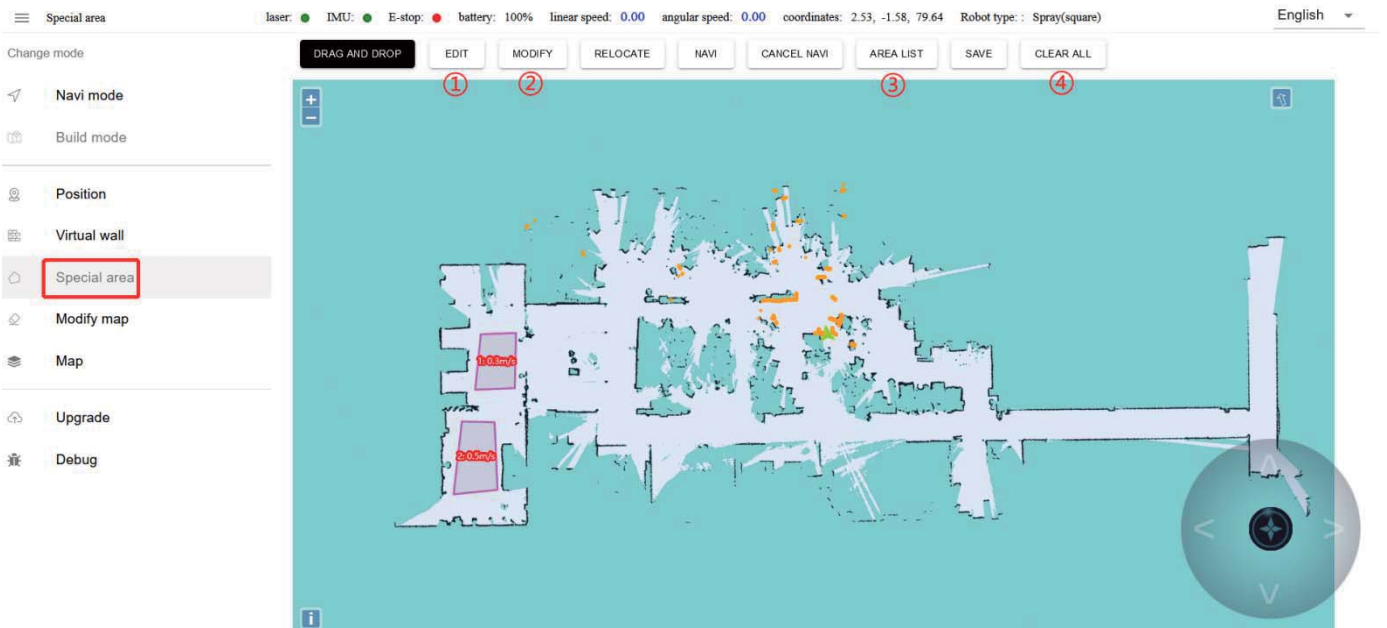 Special area laser: IMU: E-stop: battery: 100% linear speed: 0.00 angular speed: 0.00 coordinates: 2.53, -1.58, 79.64 Robot type: : Spray(square) English
Change mode
DRAG AND DROP EDIT MODIFY RELOCATE NAVI CANCEL NAVI AREA LIST SAVE CLEAR ALL
① ② ③ ④
Navi mode
Build mode
Position
Virtual wall
Special area
Modify map
Map
Upgrade
Debug
+
−
1: 0.3m/s
2: 0.5m/s
i